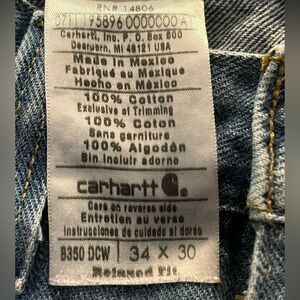 RN# 14806
0711195896 0000000 A
Carhartt, Inc. P.O. Box 600
Dearborn, MI 48121 USA
Made in Mexico
Fabriqué au Mexique
Hecho en México
100% Cotton
Exclusive of Trimming
100% Coton
Sans garniture
100% Algodón
Sin incluir adorno
carhartt
Care on reverse side
Entretien au verso
Instrucciones de cuidado al dorso
B350 DCW 34 X 30
Relaxed Fit